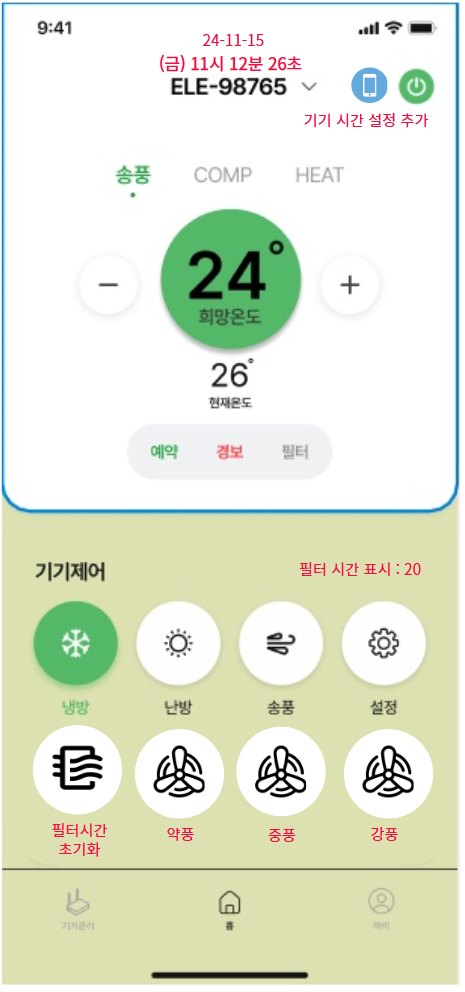 9:41
24-11-15
(금) 11시 12분 26초
ELE-98765
기기 시간 설정 추가
송풍 COMP HEAT
24°
희망온도
26°
현재온도
예약 경보 필터
기기제어
필터 시간 표시 : 20
냉방 난방 송풍 설정
필터시간
초기화
약풍 중풍 강풍
기기관리 홈 마이